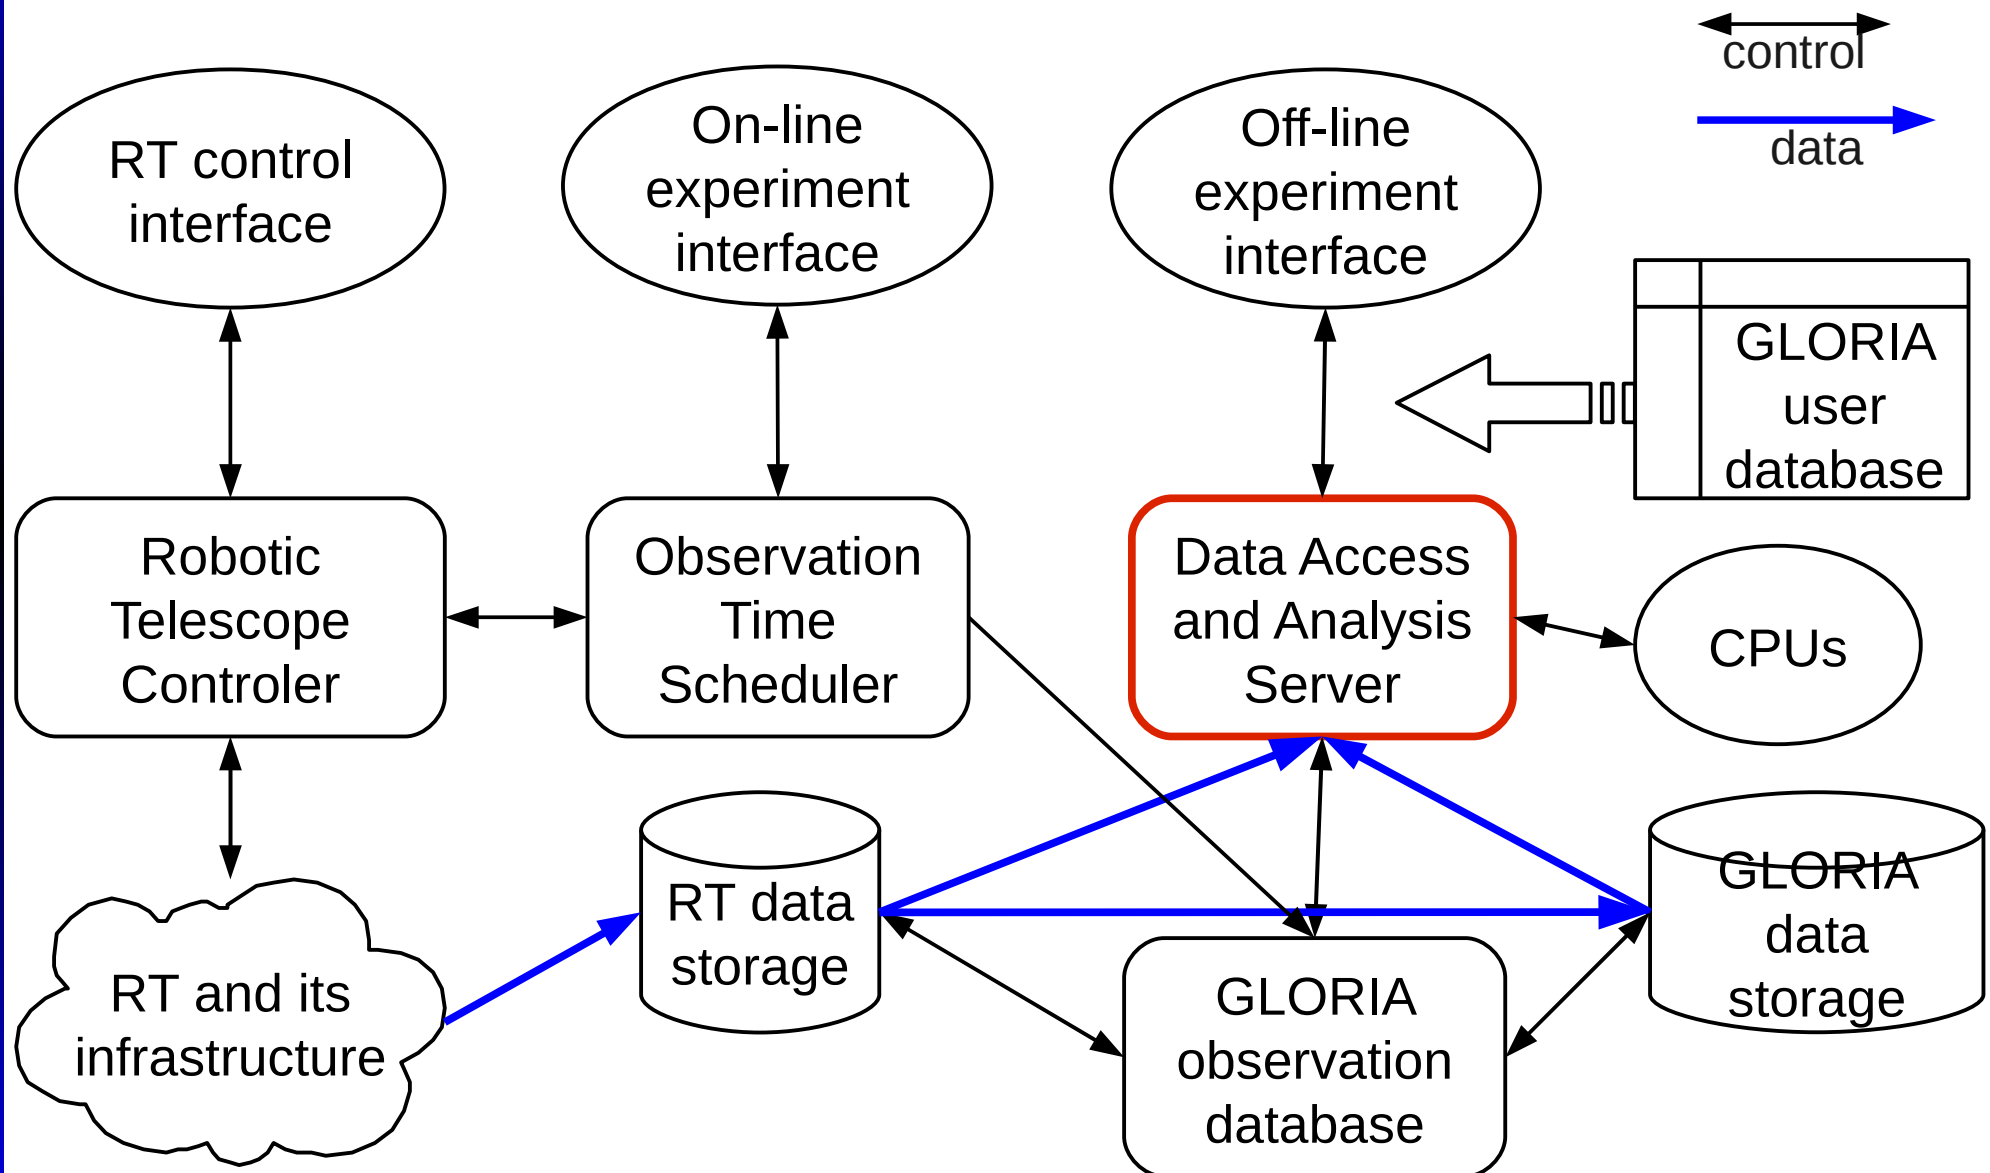 control
data
RT control
interface
On-line
experiment
interface
Off-line
experiment
interface
GLORIA
user
database
Robotic
Telescope
Controler
Observation
Time
Scheduler
Data Access
and Analysis
Server
CPUs
RT and its
infrastructure
RT data
storage
GLORIA
observation
database
GLORIA
data
storage